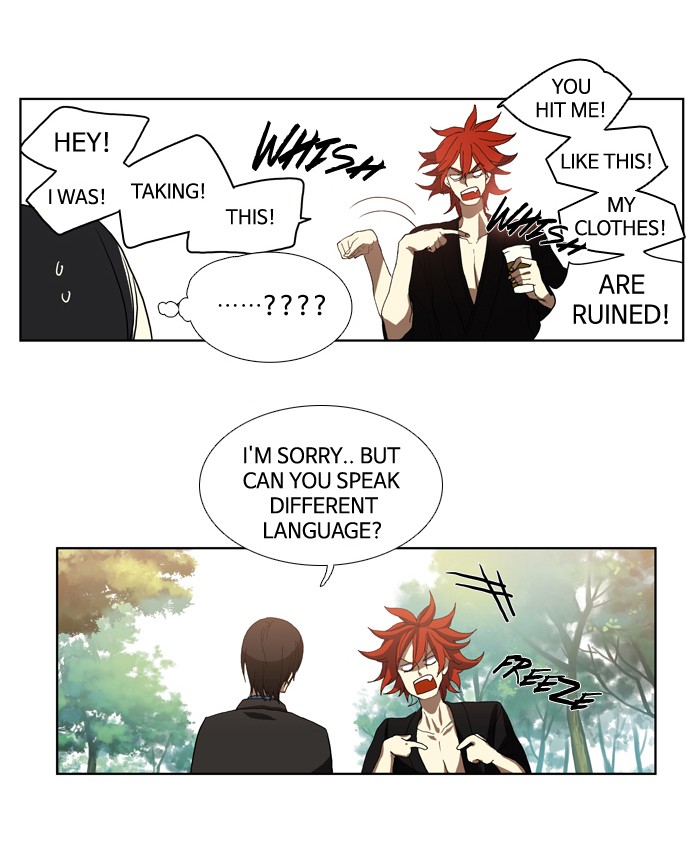 HEY!
I WAS!
TAKING!
THIS!
WHISH
......????
YOU
HIT ME!
LIKE THIS!
MY
CLOTHES!
WHISH
ARE
RUINED!
I'M SORRY.. BUT
CAN YOU SPEAK
DIFFERENT
LANGUAGE?
FREEZE